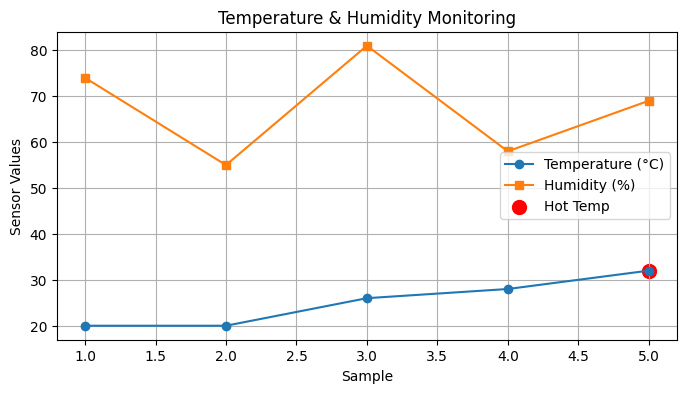 Temperature & Humidity Monitoring
Sensor Values
80
70
60
50
40
30
20
Temperature (°C)
Humidity (%)
Hot Temp
1.0 1.5 2.0 2.5 3.0 3.5 4.0 4.5 5.0
Sample